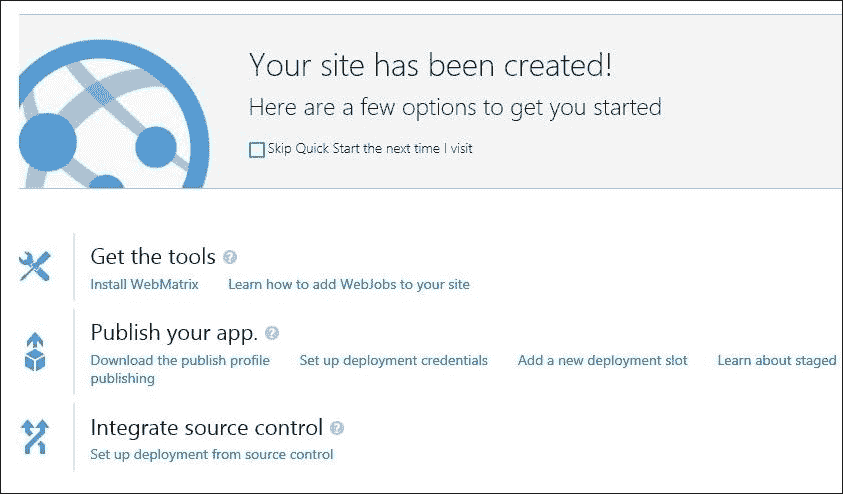 Your site has been created!
Here are a few options to get you started
Skip Quick Start the next time I visit
Get the tools ?
Install WebMatrix Learn how to add WebJobs to your site
Publish your app. ?
Download the publish profile Set up deployment credentials Add a new deployment slot Learn about staged
publishing
Integrate source control ?
Set up deployment from source control